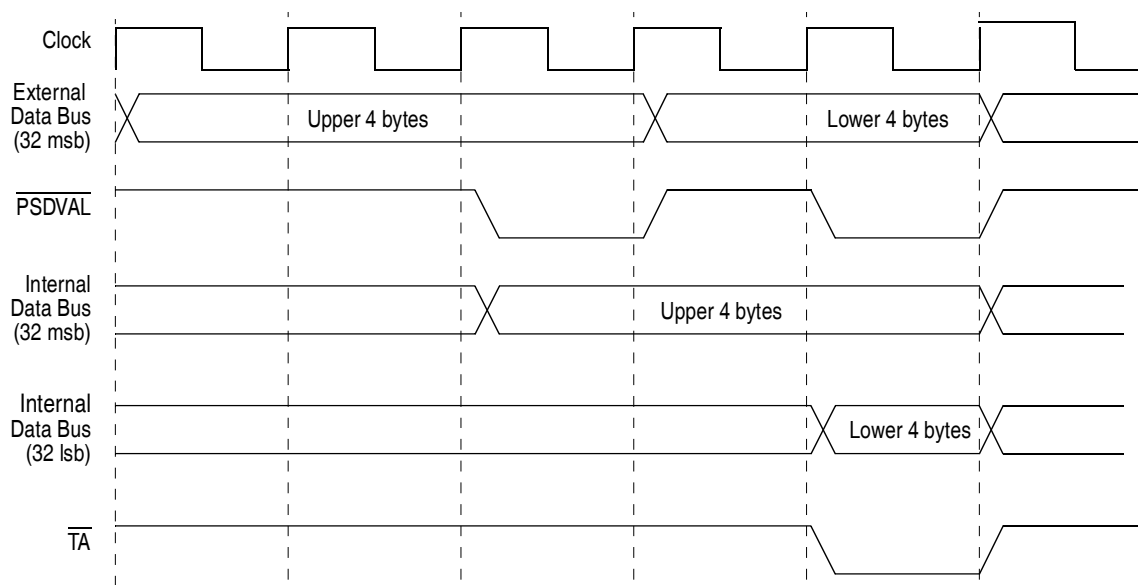 Clock
External
Data Bus
(32 msb)
Upper 4 bytes
Lower 4 bytes
PSDVAL
Internal
Data Bus
(32 msb)
Upper 4 bytes
Internal
Data Bus
(32 lsb)
Lower 4 bytes
TA